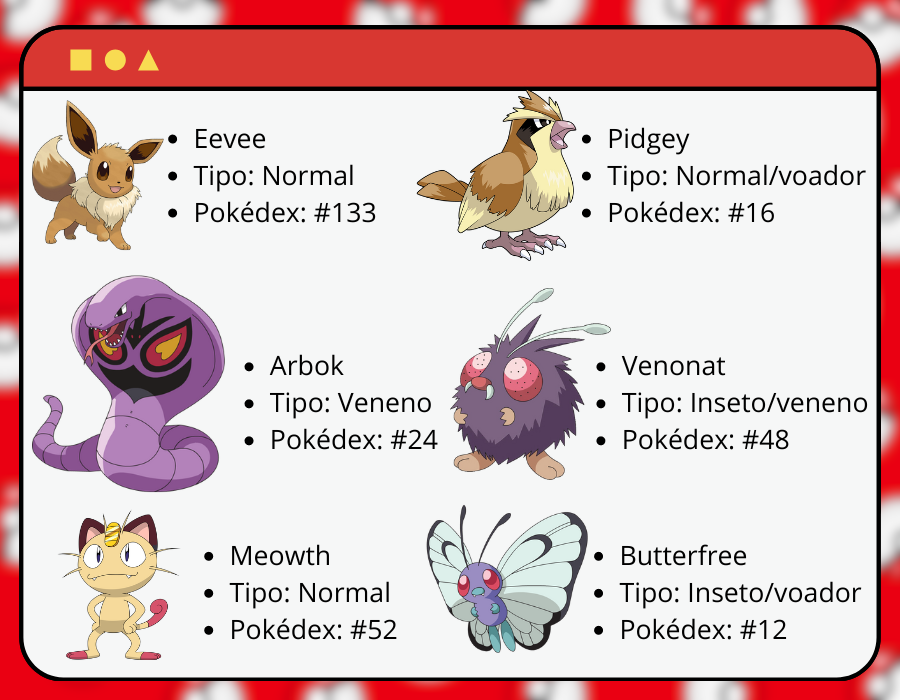 • Eevee
• Tipo: Normal
• Pokédex: #133
• Pidgey
• Tipo: Normal/voador
• Pokédex: #16
• Arbok
• Tipo: Veneno
• Pokédex: #24
• Venonat
• Tipo: Inseto/veneno
• Pokédex: #48
• Meowth
• Tipo: Normal
• Pokédex: #52
• Butterfree
• Tipo: Inseto/voador
• Pokédex: #12